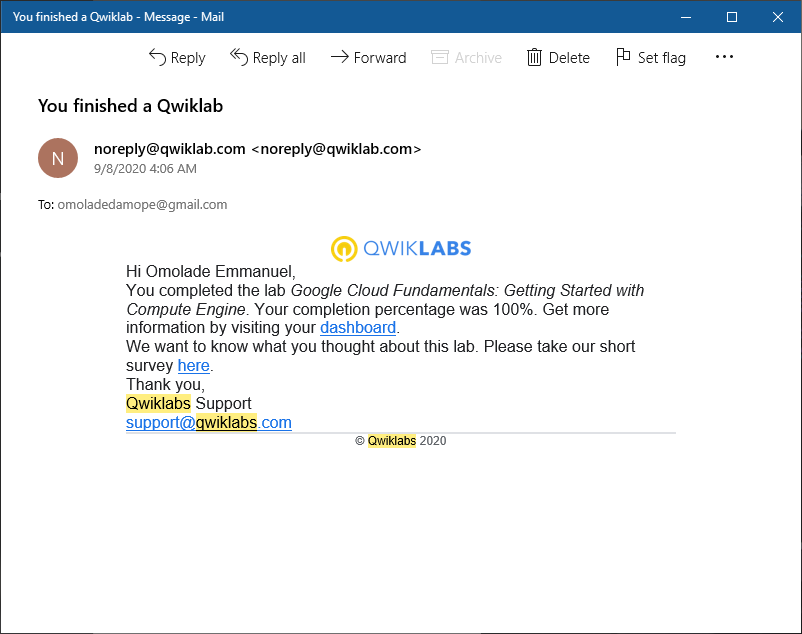 You finished a Qwiklab - Message - Mail
Reply Reply all Forward Archive Delete Set flag
You finished a Qwiklab
N
noreply@qwiklab.com <noreply@qwiklab.com>
9/8/2020 4:06 AM
To: omoladedamope@gmail.com
QWIKLABS
Hi Omolade Emmanuel,
You completed the lab Google Cloud Fundamentals: Getting Started with
Compute Engine. Your completion percentage was 100%. Get more
information by visiting your dashboard.
We want to know what you thought about this lab. Please take our short
survey here.
Thank you,
Qwiklabs Support
support@qwiklabs.com
© Qwiklabs 2020